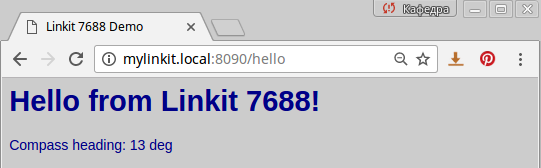 Кафедра
Linkit 7688 Demo
mylinkit.local:8090/hello
Hello from Linkit 7688!
Compass heading: 13 deg